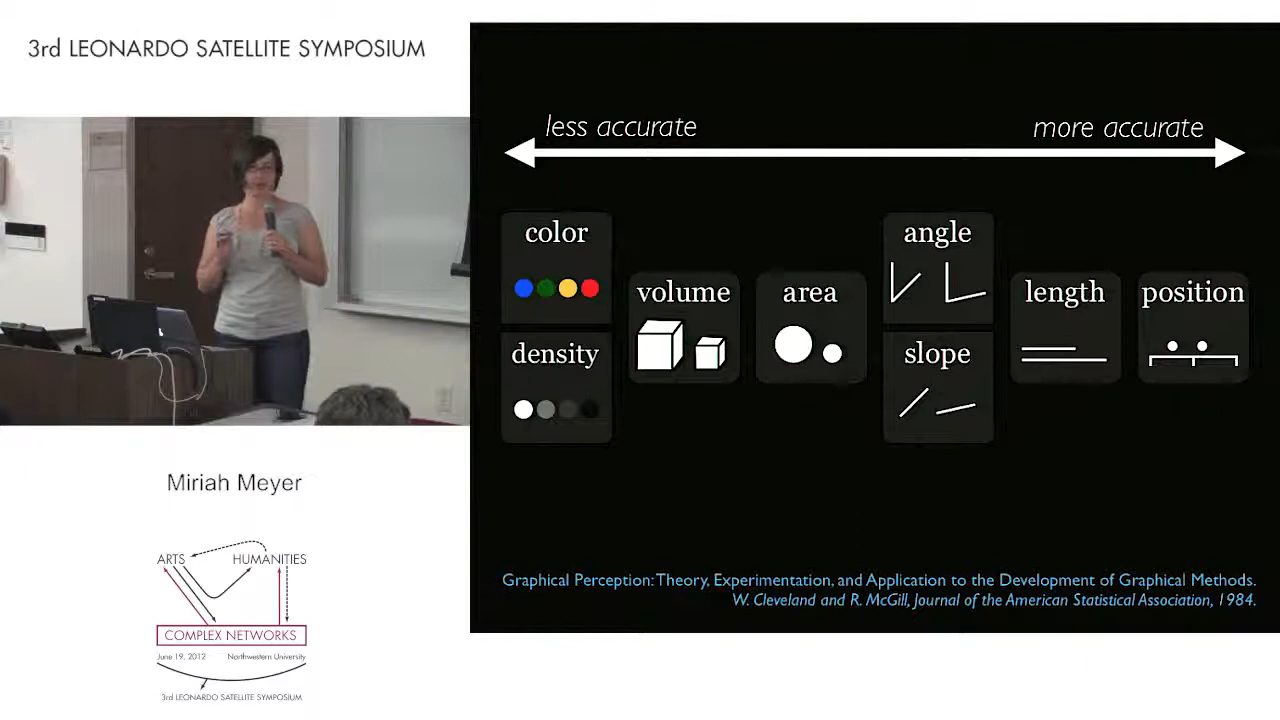 3rd LEONARDO SATELLITE SYMPOSIUM
less accurate
more accurate
color
density
volume
area
angle
slope
length
position
Graphical Perception: Theory, Experimentation, and Application to the Development of Graphical Methods.
W. Cleveland and R. McGill, Journal of the American Statistical Association, 1984.
Miriah Meyer
ARTS
HUMANITIES
COMPLEX NETWORKS
June 19, 2012
Northwestern University
3rd LEONARDO SATELLITE SYMPOSIUM